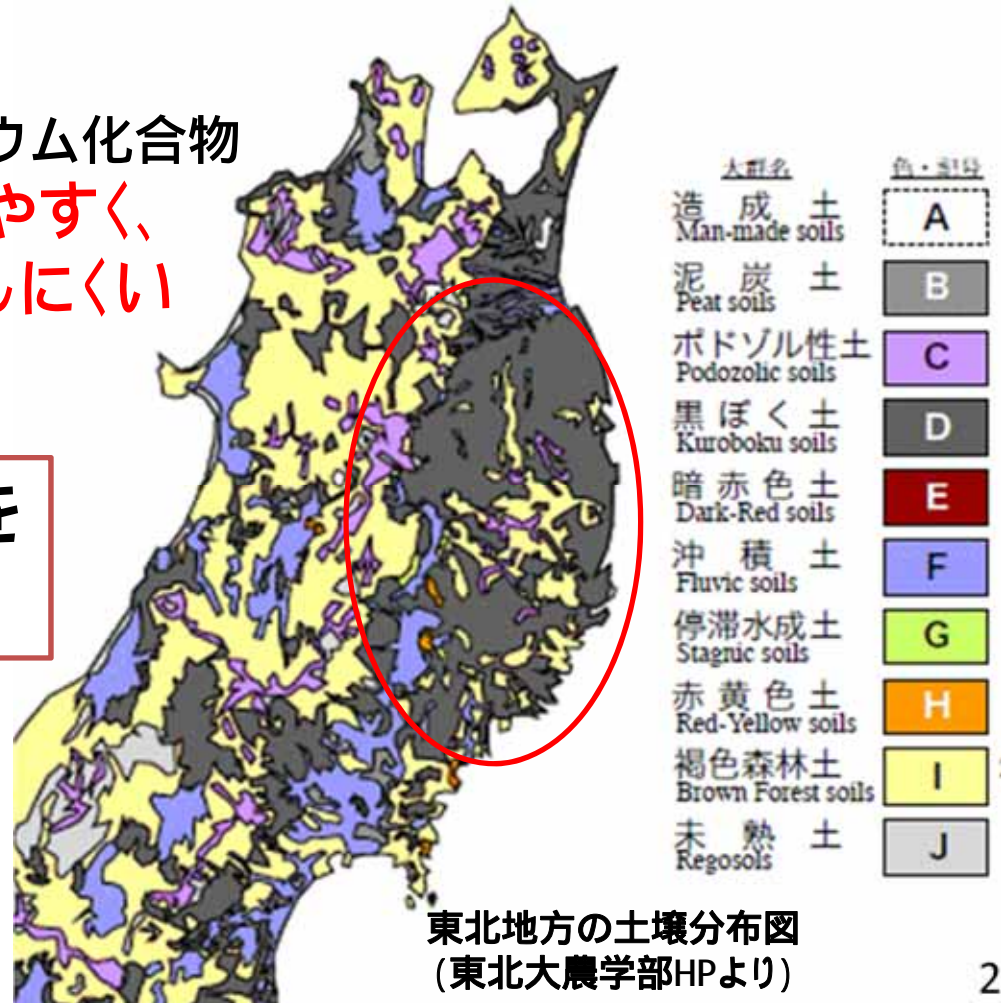 ウム化合物
やすく、
しにくい
を
大群名 色・記号
造成土 A
Man-made soils
泥炭土 B
Peat soils
ポドゾル性土 C
Podozolic soils
黒ぼく土 D
Kuroboku soils
暗赤色土 E
Dark-Red soils
沖積土 F
Fluvic soils
停滞水成土 G
Stagnic soils
赤黄色土 H
Red-Yellow soils
褐色森林土 I
Brown Forest soils
未熟土 J
Regosols
東北地方の土壌分布図
(東北大農学部HPより)
2